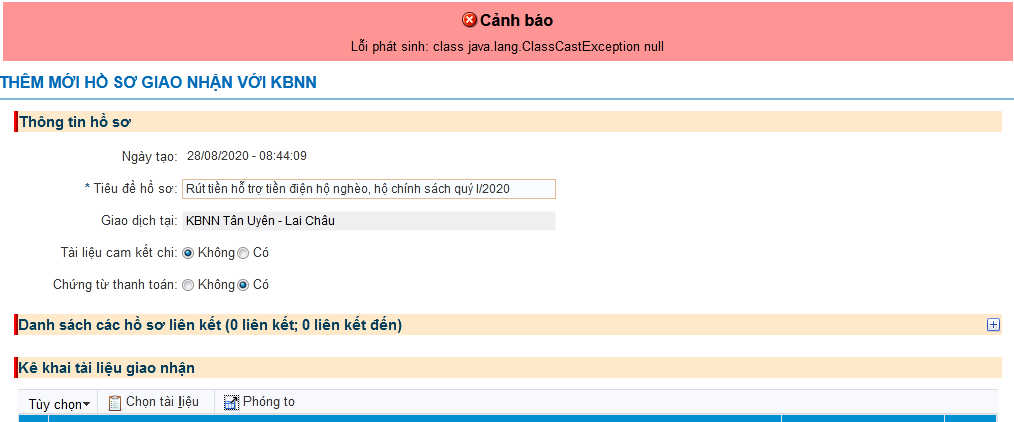 Cảnh báo
Lỗi phát sinh: class java.lang.ClassCastException null
THÊM MỚI HỒ SƠ GIAO NHẬN VỚI KBNN
Thông tin hồ sơ
Ngày tạo: 28/08/2020 - 08:44:09
* Tiêu đề hồ sơ: Rút tiền hỗ trợ tiền điện hộ nghèo, hộ chính sách quý I/2020
Giao dịch tại: KBNN Tân Uyên - Lai Châu
Tài liệu cam kết chi: Không Có
Chứng từ thanh toán: Không Có
Danh sách các hồ sơ liên kết (0 liên kết; 0 liên kết đến)
Kê khai tài liệu giao nhận
Tùy chọn Chọn tài liệu Phóng to